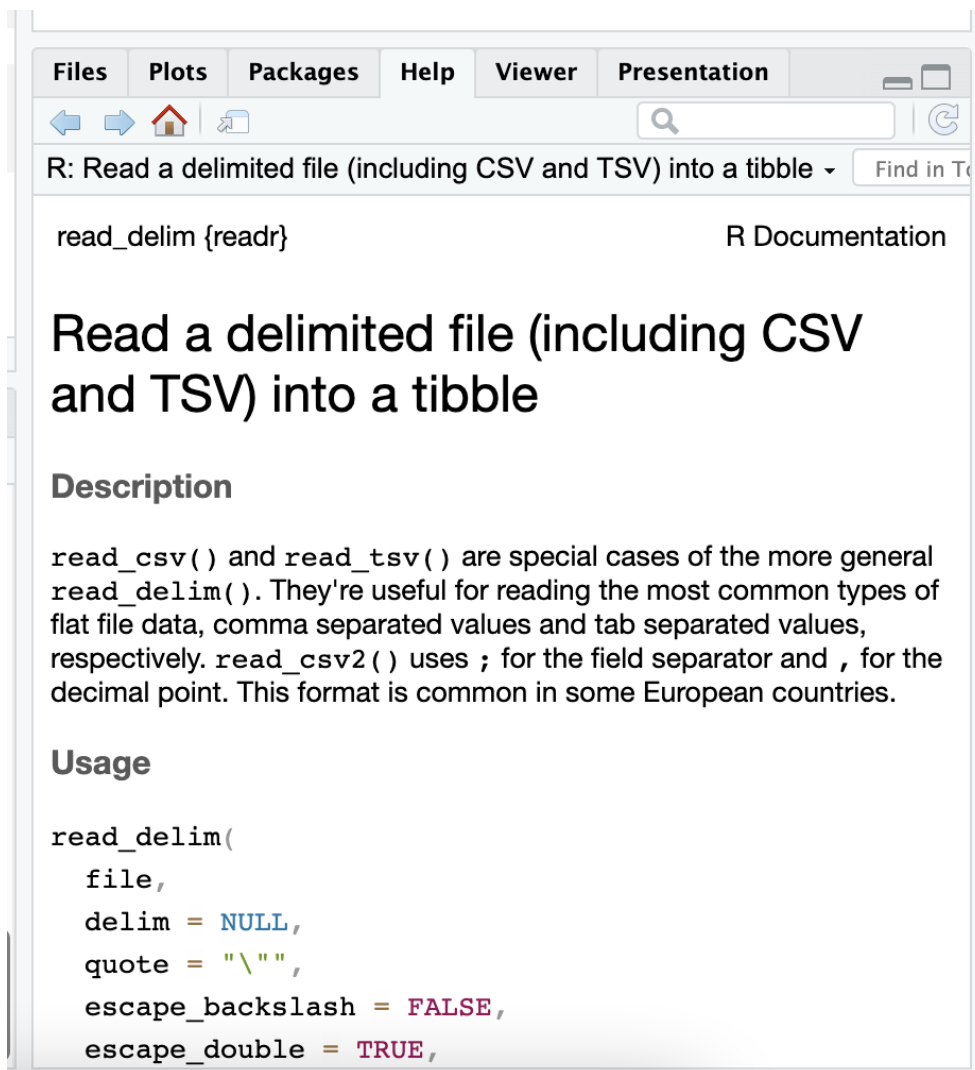 Files Plots Packages Help Viewer Presentation
R: Read a delimited file (including CSV and TSV) into a tibble Find in
read_delim {readr} R Documentation
Read a delimited file (including CSV
and TSV) into a tibble
Description
read_csv() and read_tsv() are special cases of the more general
read_delim(). They're useful for reading the most common types of
flat file data, comma separated values and tab separated values,
respectively. read_csv2() uses ; for the field separator and , for the
decimal point. This format is common in some European countries.
Usage
read_delim(
file,
delim = NULL,
quote = "\"",
escape_backslash = FALSE,
escape_double = TRUE,